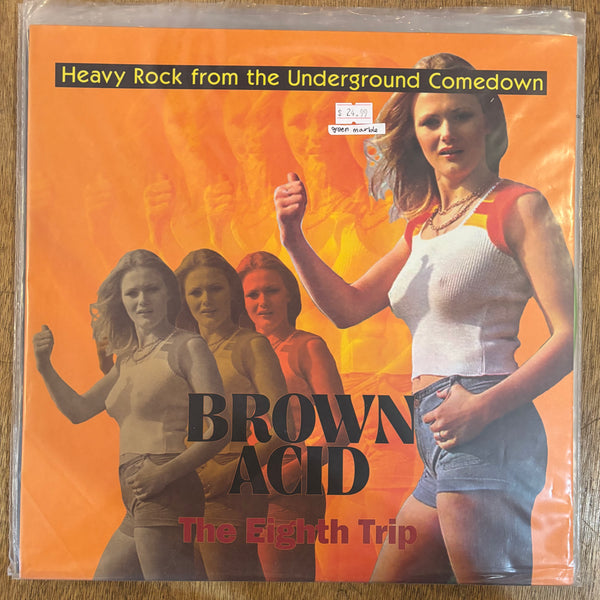 Heavy Rock from the Underground Comedown
$ 24.99
green marble
BROWN
ACID
The Eighth Trip